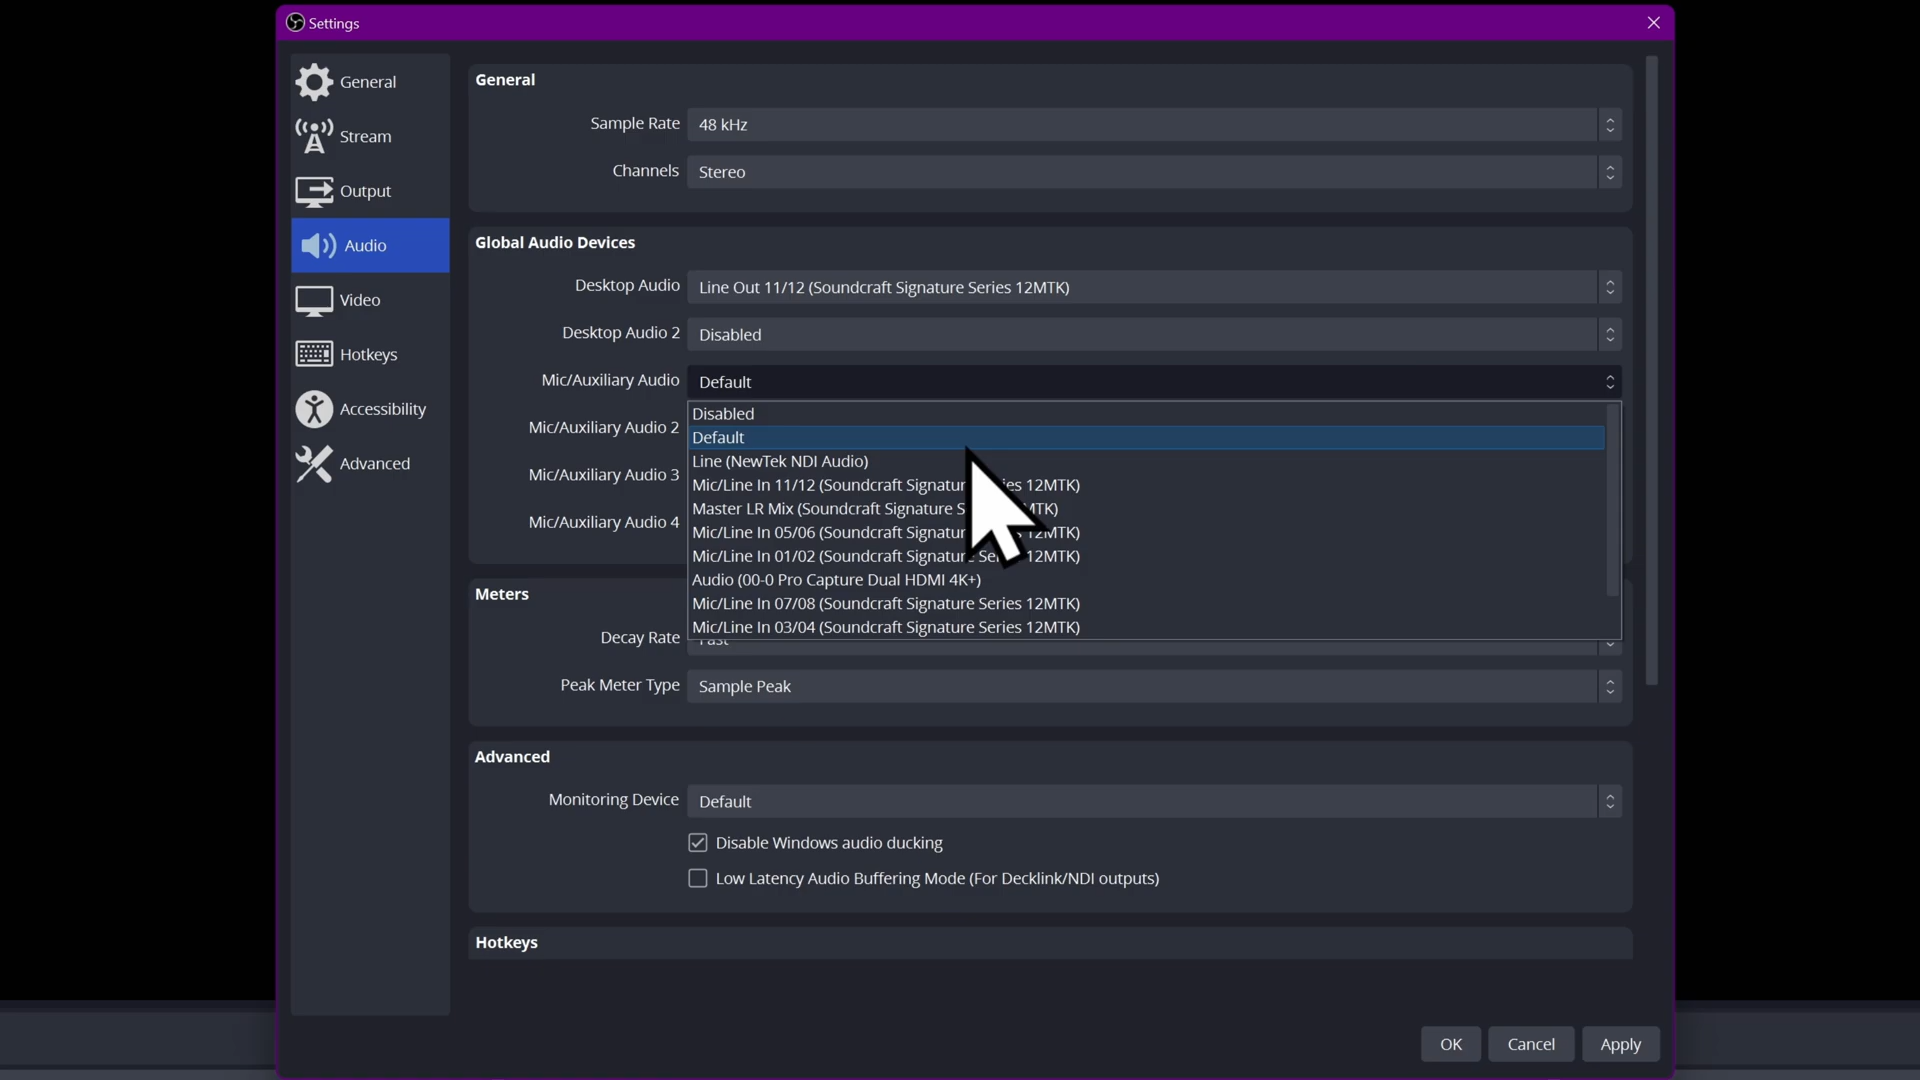 Settings
General
Stream
Output
Audio
Video
Hotkeys
Accessibility
Advanced
General
Sample Rate 48 kHz
Channels Stereo
Global Audio Devices
Desktop Audio Line Out 11/12 (Soundcraft Signature Series 12MTK)
Desktop Audio 2 Disabled
Mic/Auxiliary Audio Default
Mic/Auxiliary Audio 2
Mic/Auxiliary Audio 3
Mic/Auxiliary Audio 4
Disabled
Default
Line (NewTek NDI Audio)
Mic/Line In 11/12 (Soundcraft Signatur es 12MTK)
Master LR Mix (Soundcraft Signature S MTK)
Mic/Line In 05/06 (Soundcraft Signatur s 12MTK)
Mic/Line In 01/02 (Soundcraft Signature Series 12MTK)
Audio (00-0 Pro Capture Dual HDMI 4K+)
Mic/Line In 07/08 (Soundcraft Signature Series 12MTK)
Mic/Line In 03/04 (Soundcraft Signature Series 12MTK)
Meters
Decay Rate Fast
Peak Meter Type Sample Peak
Advanced
Monitoring Device Default
Disable Windows audio ducking
Low Latency Audio Buffering Mode (For Decklink/NDI outputs)
Hotkeys
OK Cancel Apply